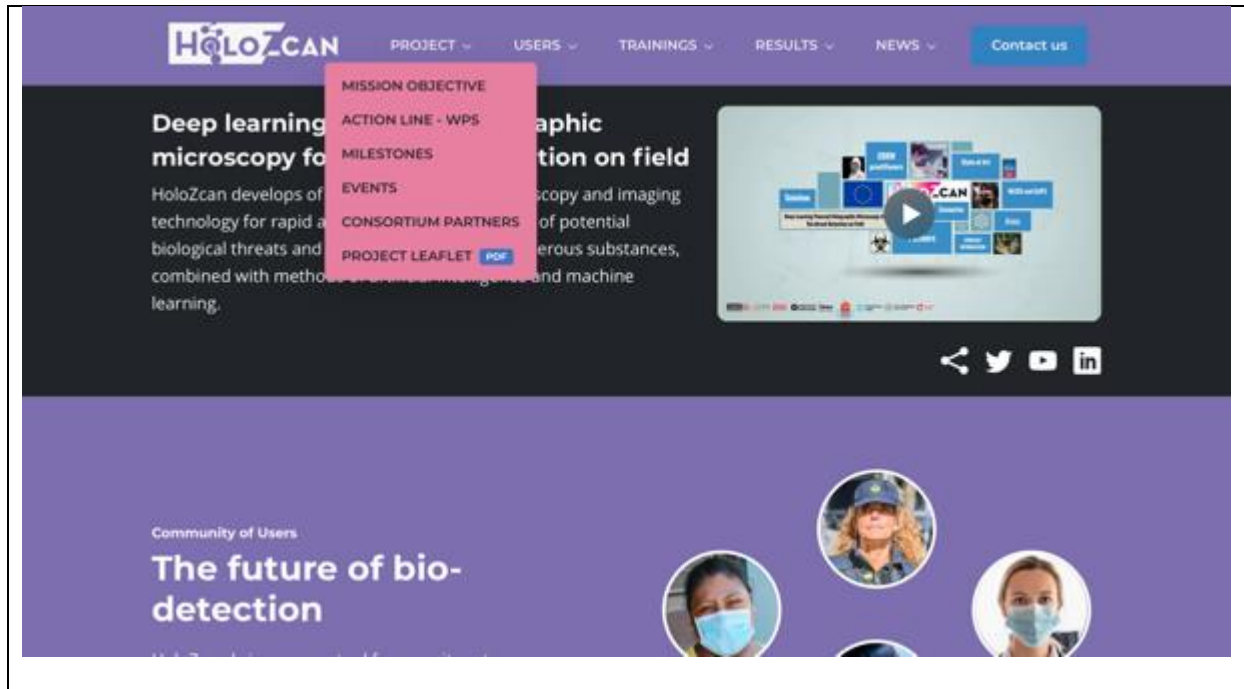 HOLOZCAN
PROJECT USERS TRAININGS RESULTS NEWS Contact us
MISSION OBJECTIVE
ACTION LINE - WPS
MILESTONES
EVENTS
CONSORTIUM PARTNERS
PROJECT LEAFLET PDF
Deep learning aphic
microscopy fo tion on field
HoloZcan develops of scopy and imaging
technology for rapid a of potential
biological threats and erous substances,
combined with metho and machine
learning.
Community of Users
The future of bio-
detection